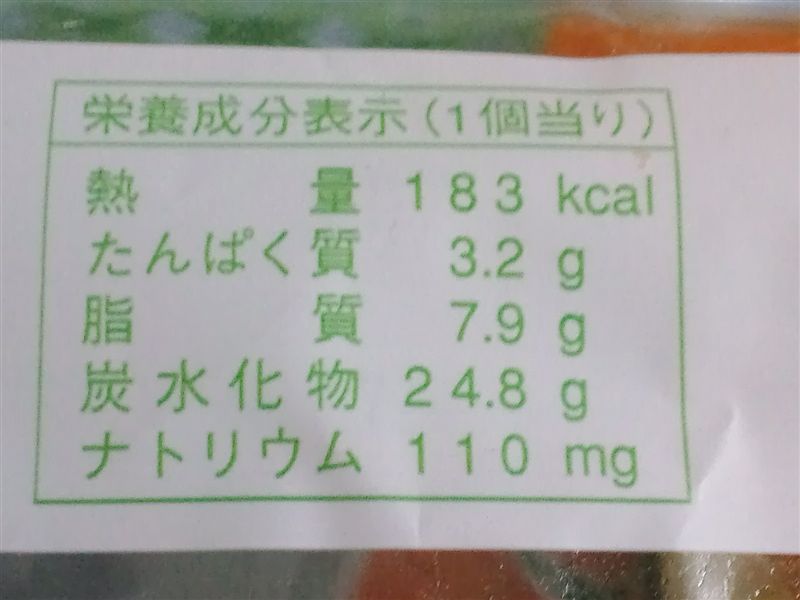 栄養成分表示(1個当り)
熱量 183 kcal
たんぱく質 3.2 g
脂質 7.9 g
炭水化物 24.8 g
ナトリウム 110 mg